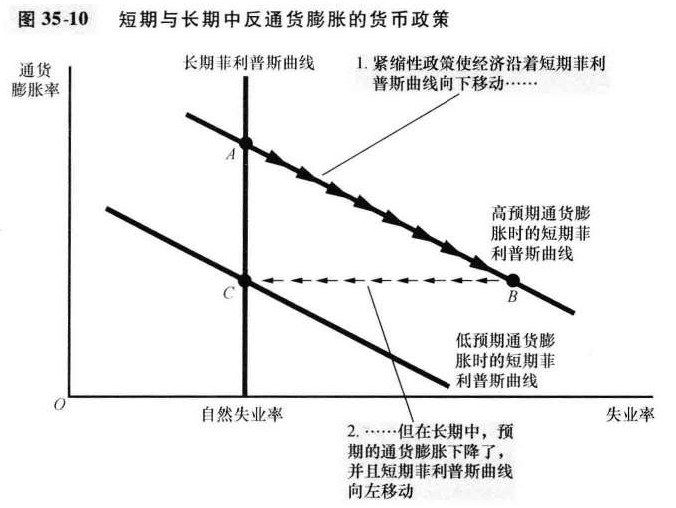 图 35-10 短期与长期中反通货膨胀的货币政策
通货
膨胀率
长期菲利普斯曲线
1. 紧缩性政策使经济沿着短期菲利
普斯曲线向下移动……
A
高预期通货膨
胀时的短期菲
利普斯曲线
C
B
低预期通货膨
胀时的短期菲
利普斯曲线
O
自然失业率
失业率
2. ……但在长期中，预
期的通货膨胀下降了，
并且短期菲利普斯曲线
向左移动